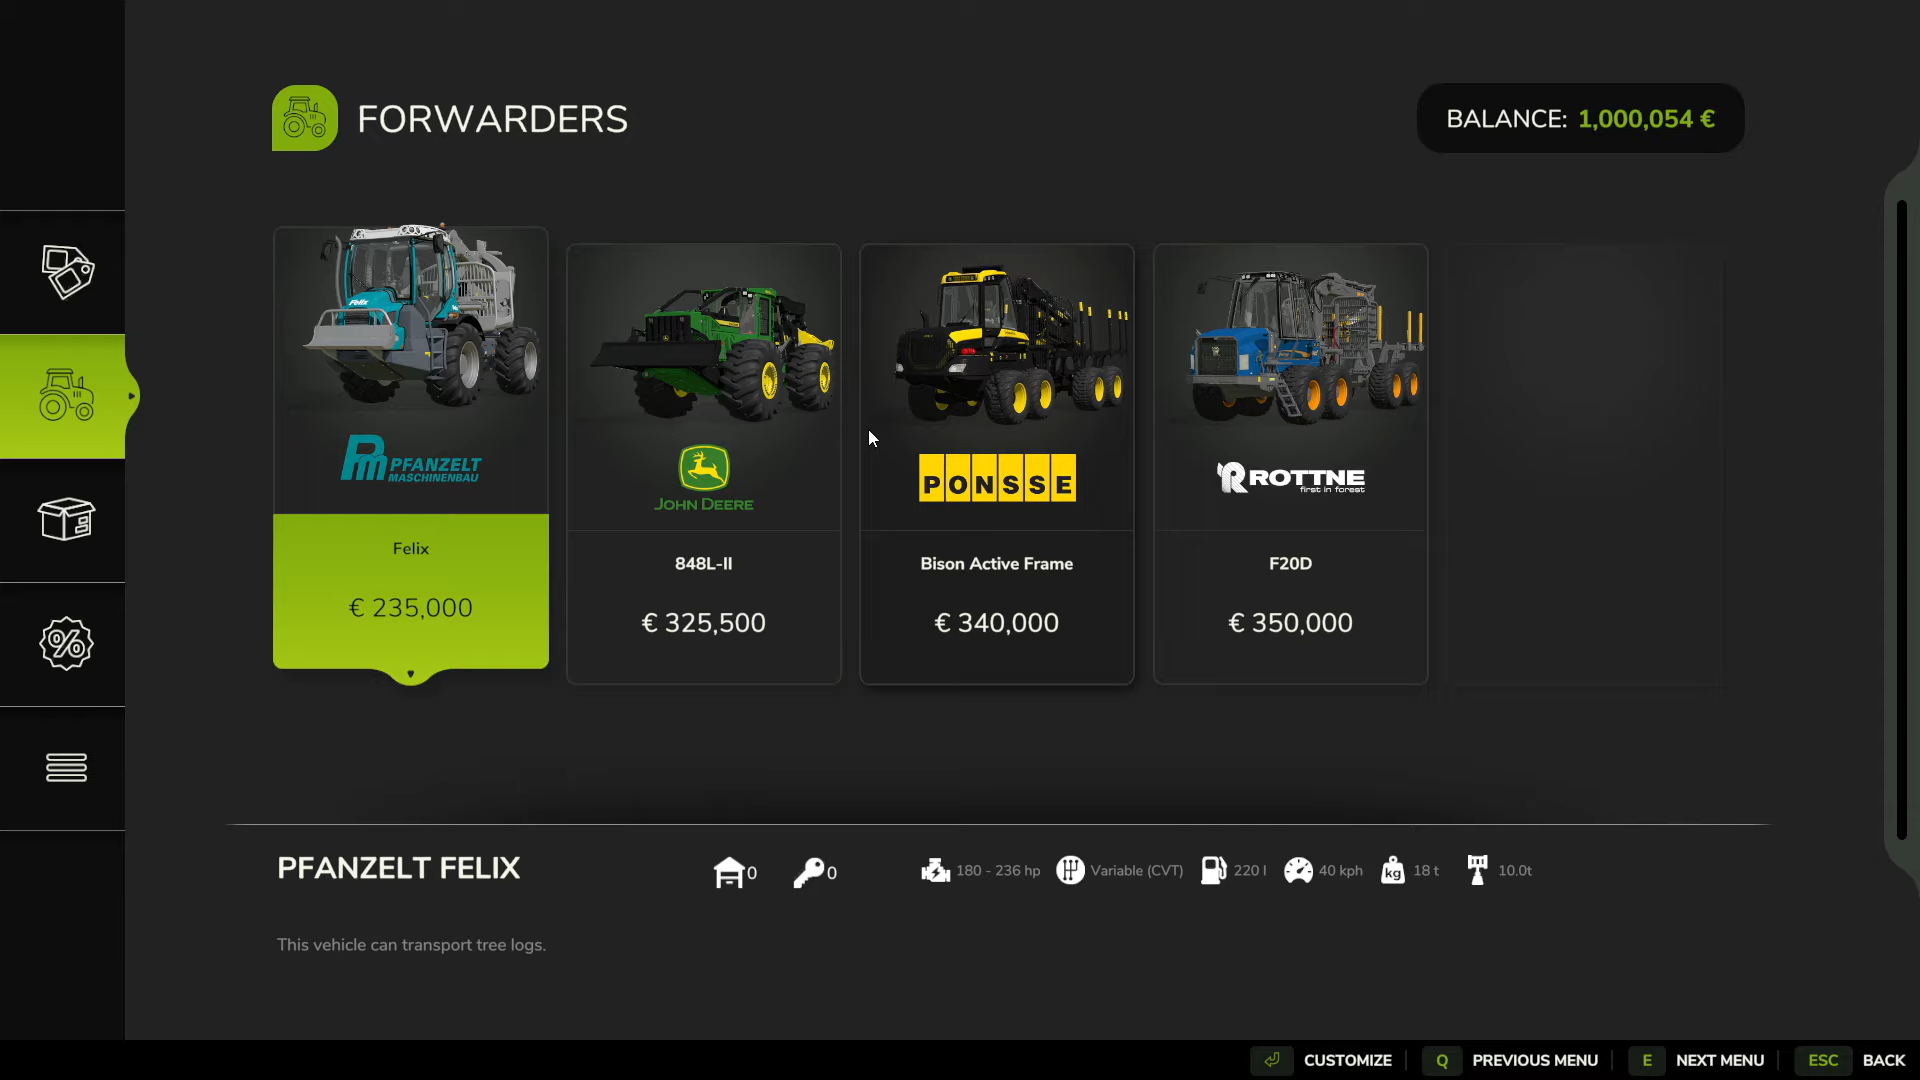 FORWARDERS
BALANCE: 1,000,054 €
Felix
PM PFANZELT
MASCHINENBAU
JOHN DEERE
PONSSE
ROTTNE
first in forest
Felix
848L-II
Bison Active Frame
F20D
€ 235,000
€ 325,500
€ 340,000
€ 350,000
PFANZELT FELIX
0
0
180 - 236 hp
Variable (CVT)
220 l
40 kph
kg
18 t
10.0t
This vehicle can transport tree logs.
CUSTOMIZE
Q
PREVIOUS MENU
E
NEXT MENU
ESC
BACK